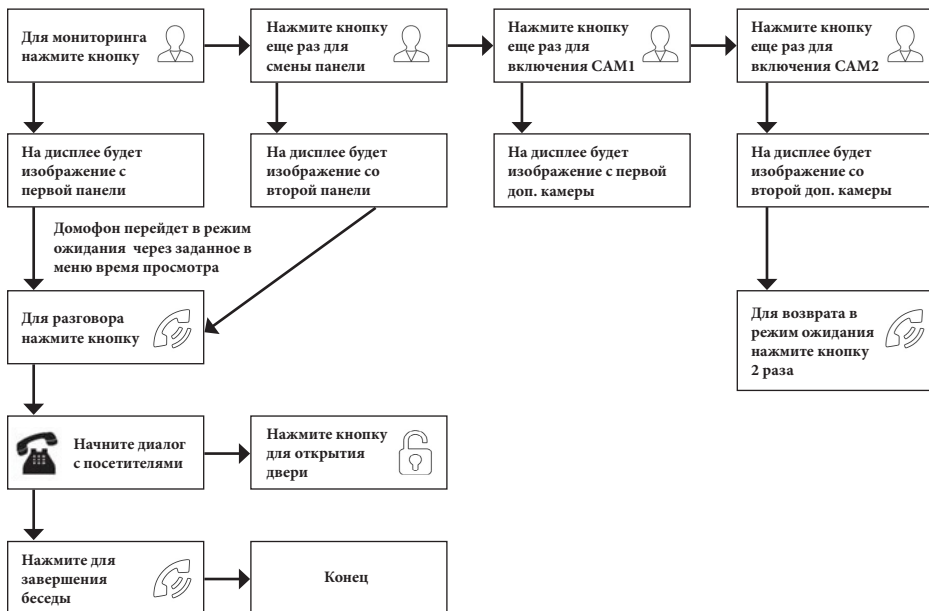 Для мониторинга
нажмите кнопку
Нажмите кнопку
еще раз для
смены панели
Нажмите кнопку
еще раз для
включения CAM1
Нажмите кнопку
еще раз для
включения CAM2
На дисплее будет
изображение с
первой панели
На дисплее будет
изображение со
второй панели
На дисплее будет
изображение с первой
доп. камеры
На дисплее будет
изображение со
второй доп. камеры
Домофон перейдет в режим
ожидания через заданное в
меню время просмотра
Для разговора
нажмите кнопку
Для возврата в
режим ожидания
нажмите кнопку
2 раза
Начните диалог
с посетителями
Нажмите кнопку
для открытия
двери
Нажмите для
завершения
беседы
Конец